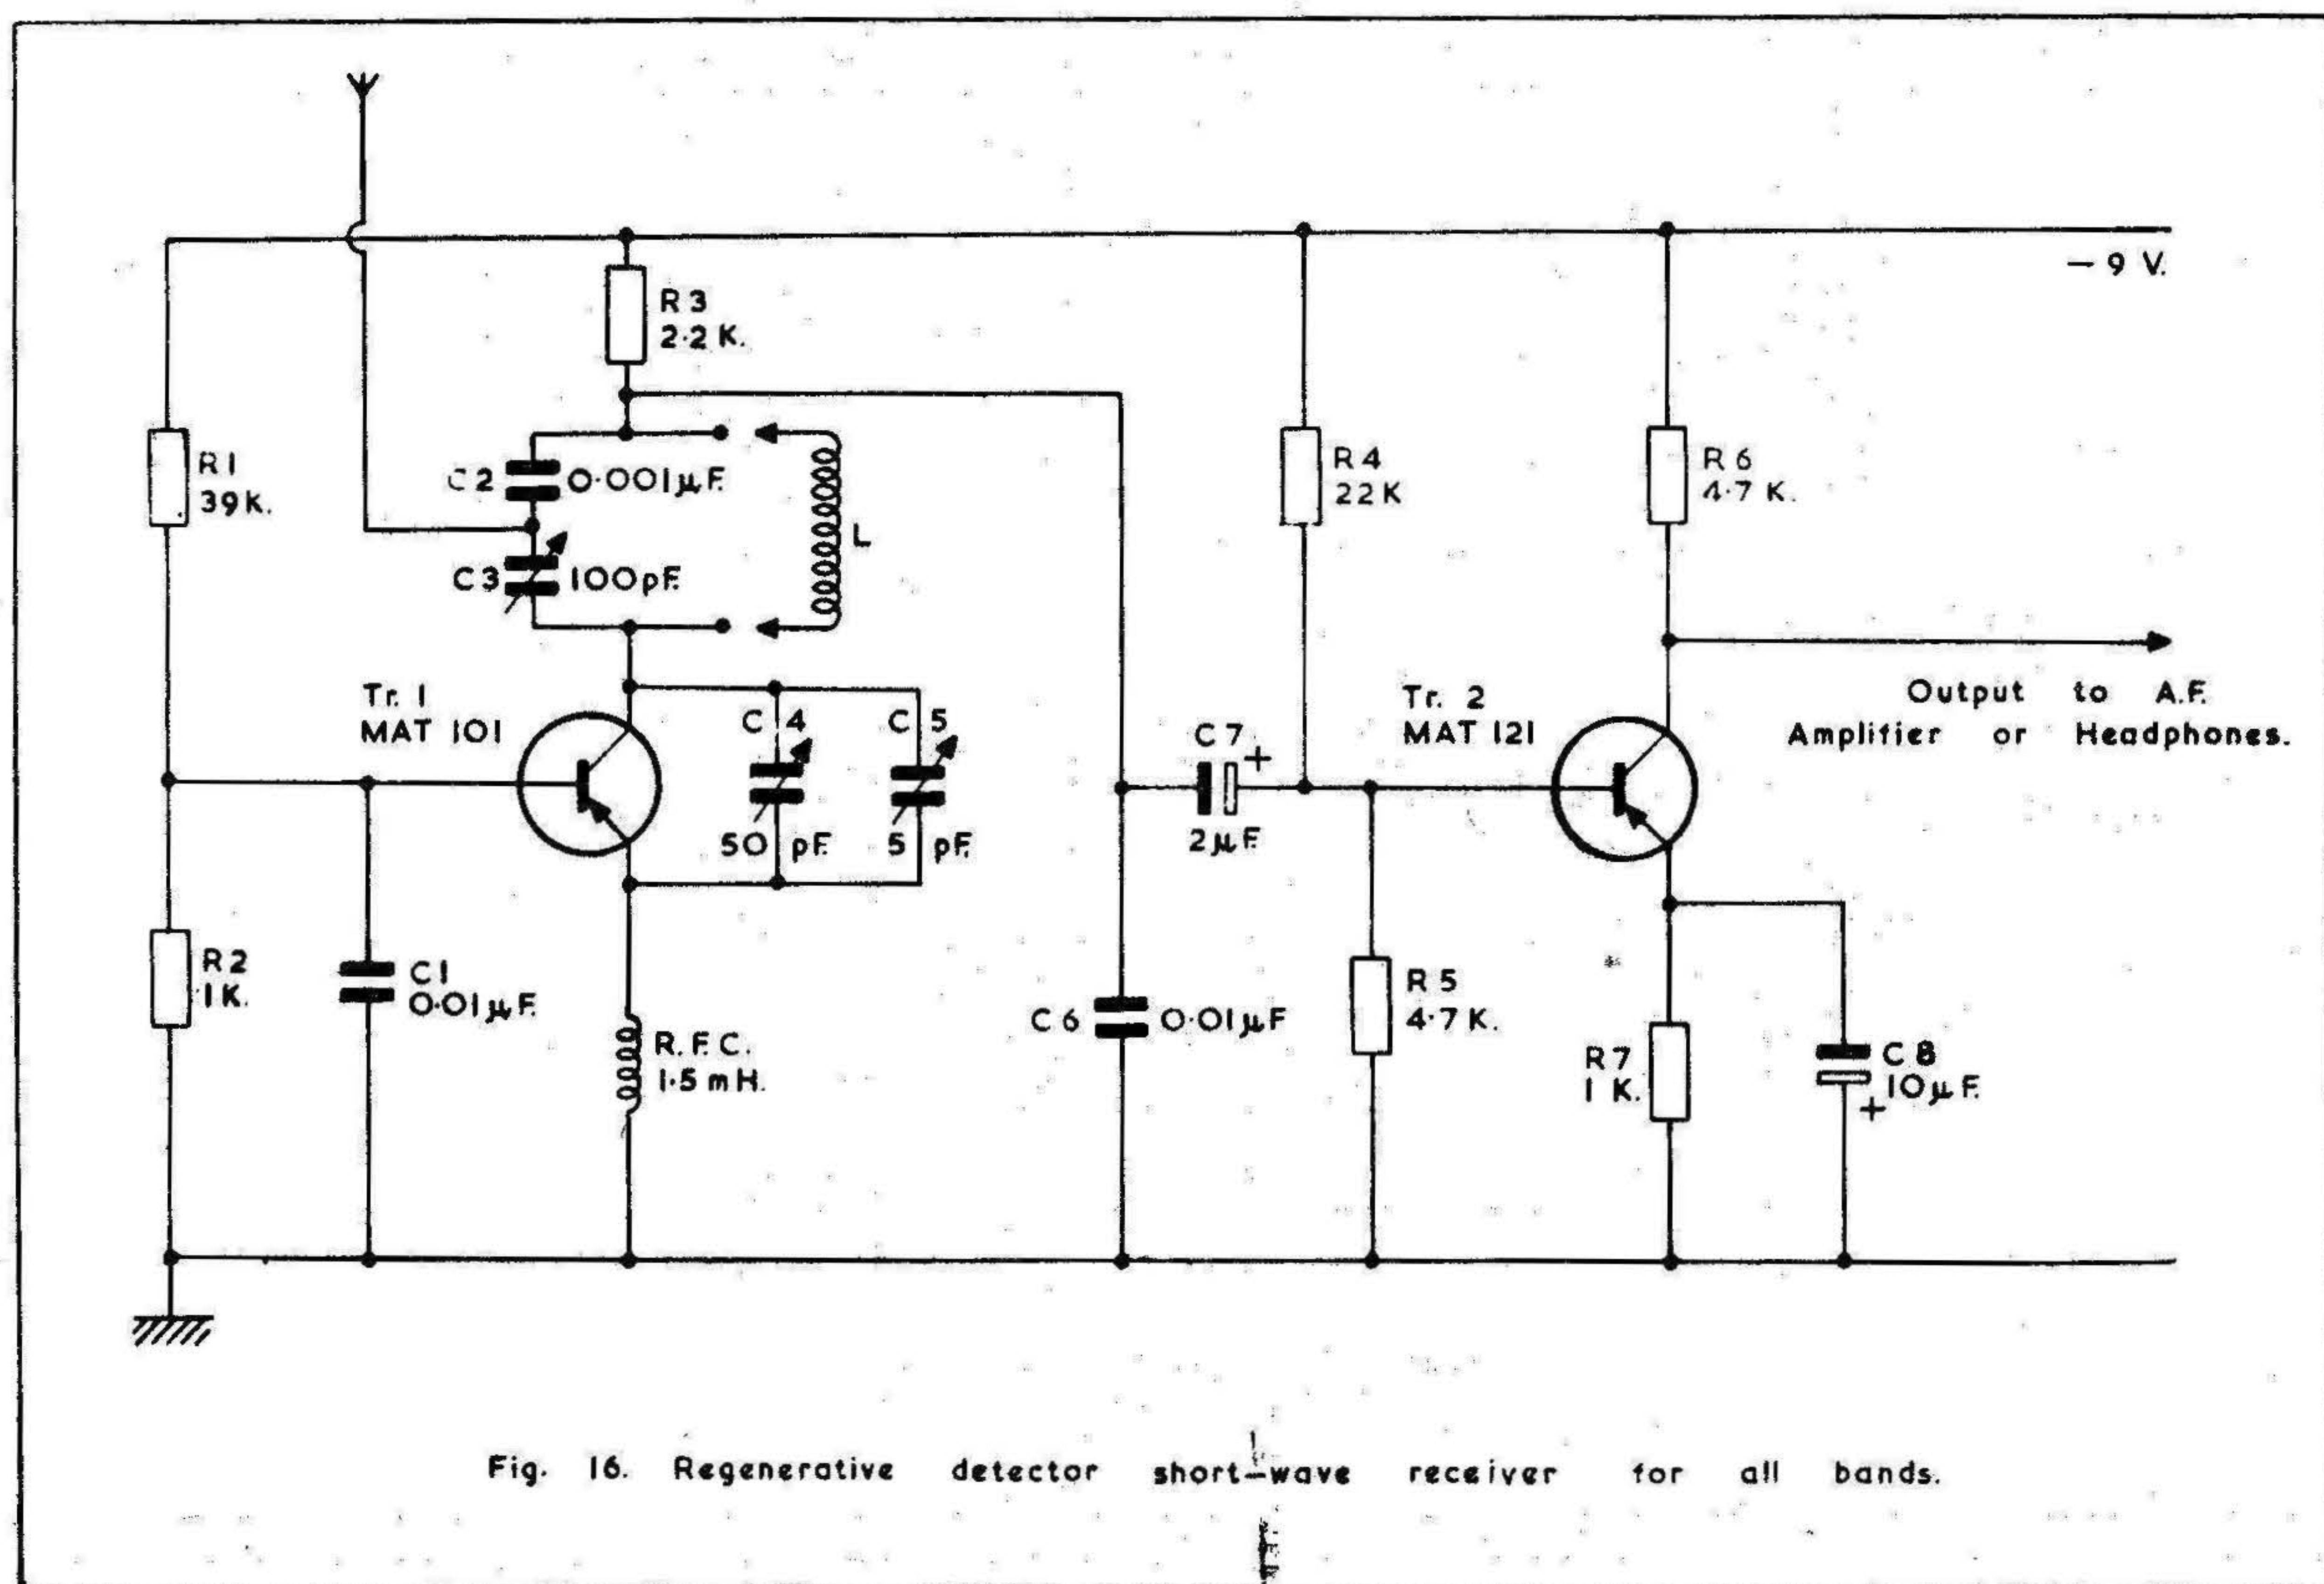 − 9 V.
R3
2·2 K.
R1
39K.
C2
0·001µF.
R4
22K
R6
4·7 K.
L
C3
100pF.
Tr. 1
MAT 101
C 4
C 5
50 pF.
5 pF.
C7
+
2µF.
Tr. 2
MAT 121
Output to A.F.
Amplifier or Headphones.
R2
1K.
C1
0·01µF.
R.F.C.
1·5 mH.
C6
0·01µF
R5
4·7 K.
R7
1 K.
C8
10µF.
+
Fig. 16. Regenerative detector short-wave receiver for all bands.